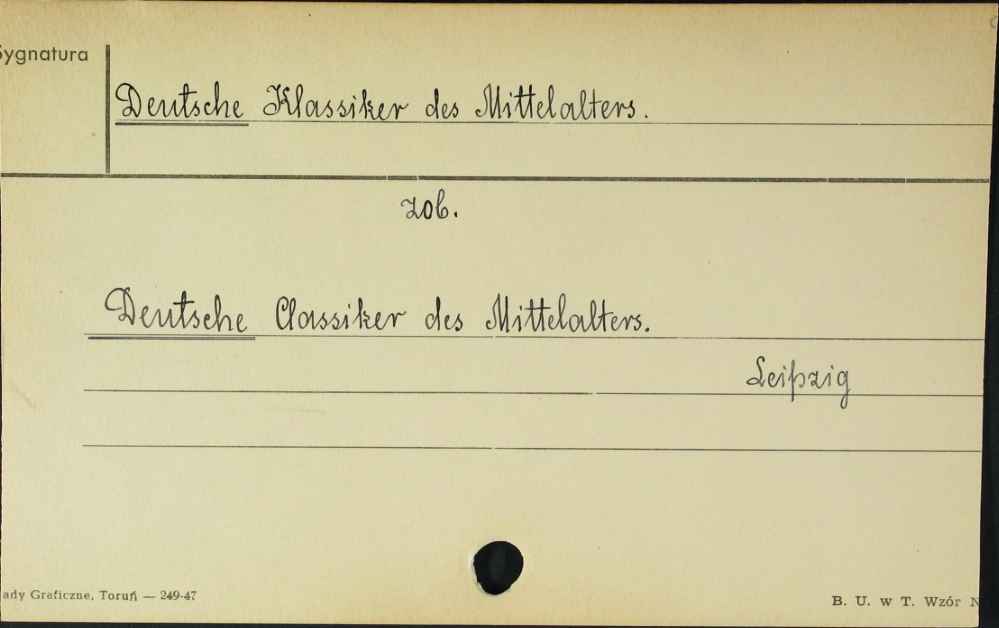 Sygnatura
Deutsche Klassiker des Mittelalters.
zob.
Deutsche Classiker des Mittelalters.
Leipzig
ady Graficzne, Toruń — 249-47
B. U. w T. Wzór N